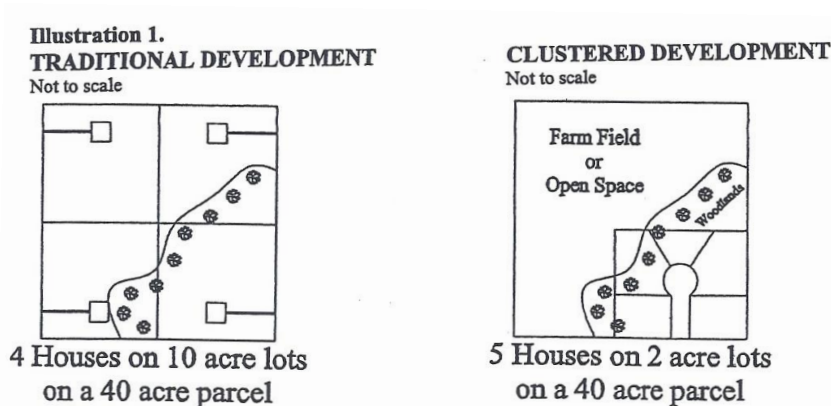 Illustration 1.
TRADITIONAL DEVELOPMENT
Not to scale
4 Houses on 10 acre lots
on a 40 acre parcel
CLUSTERED DEVELOPMENT
Not to scale
Farm Field
or
Open Space
Woodlands
5 Houses on 2 acre lots
on a 40 acre parcel